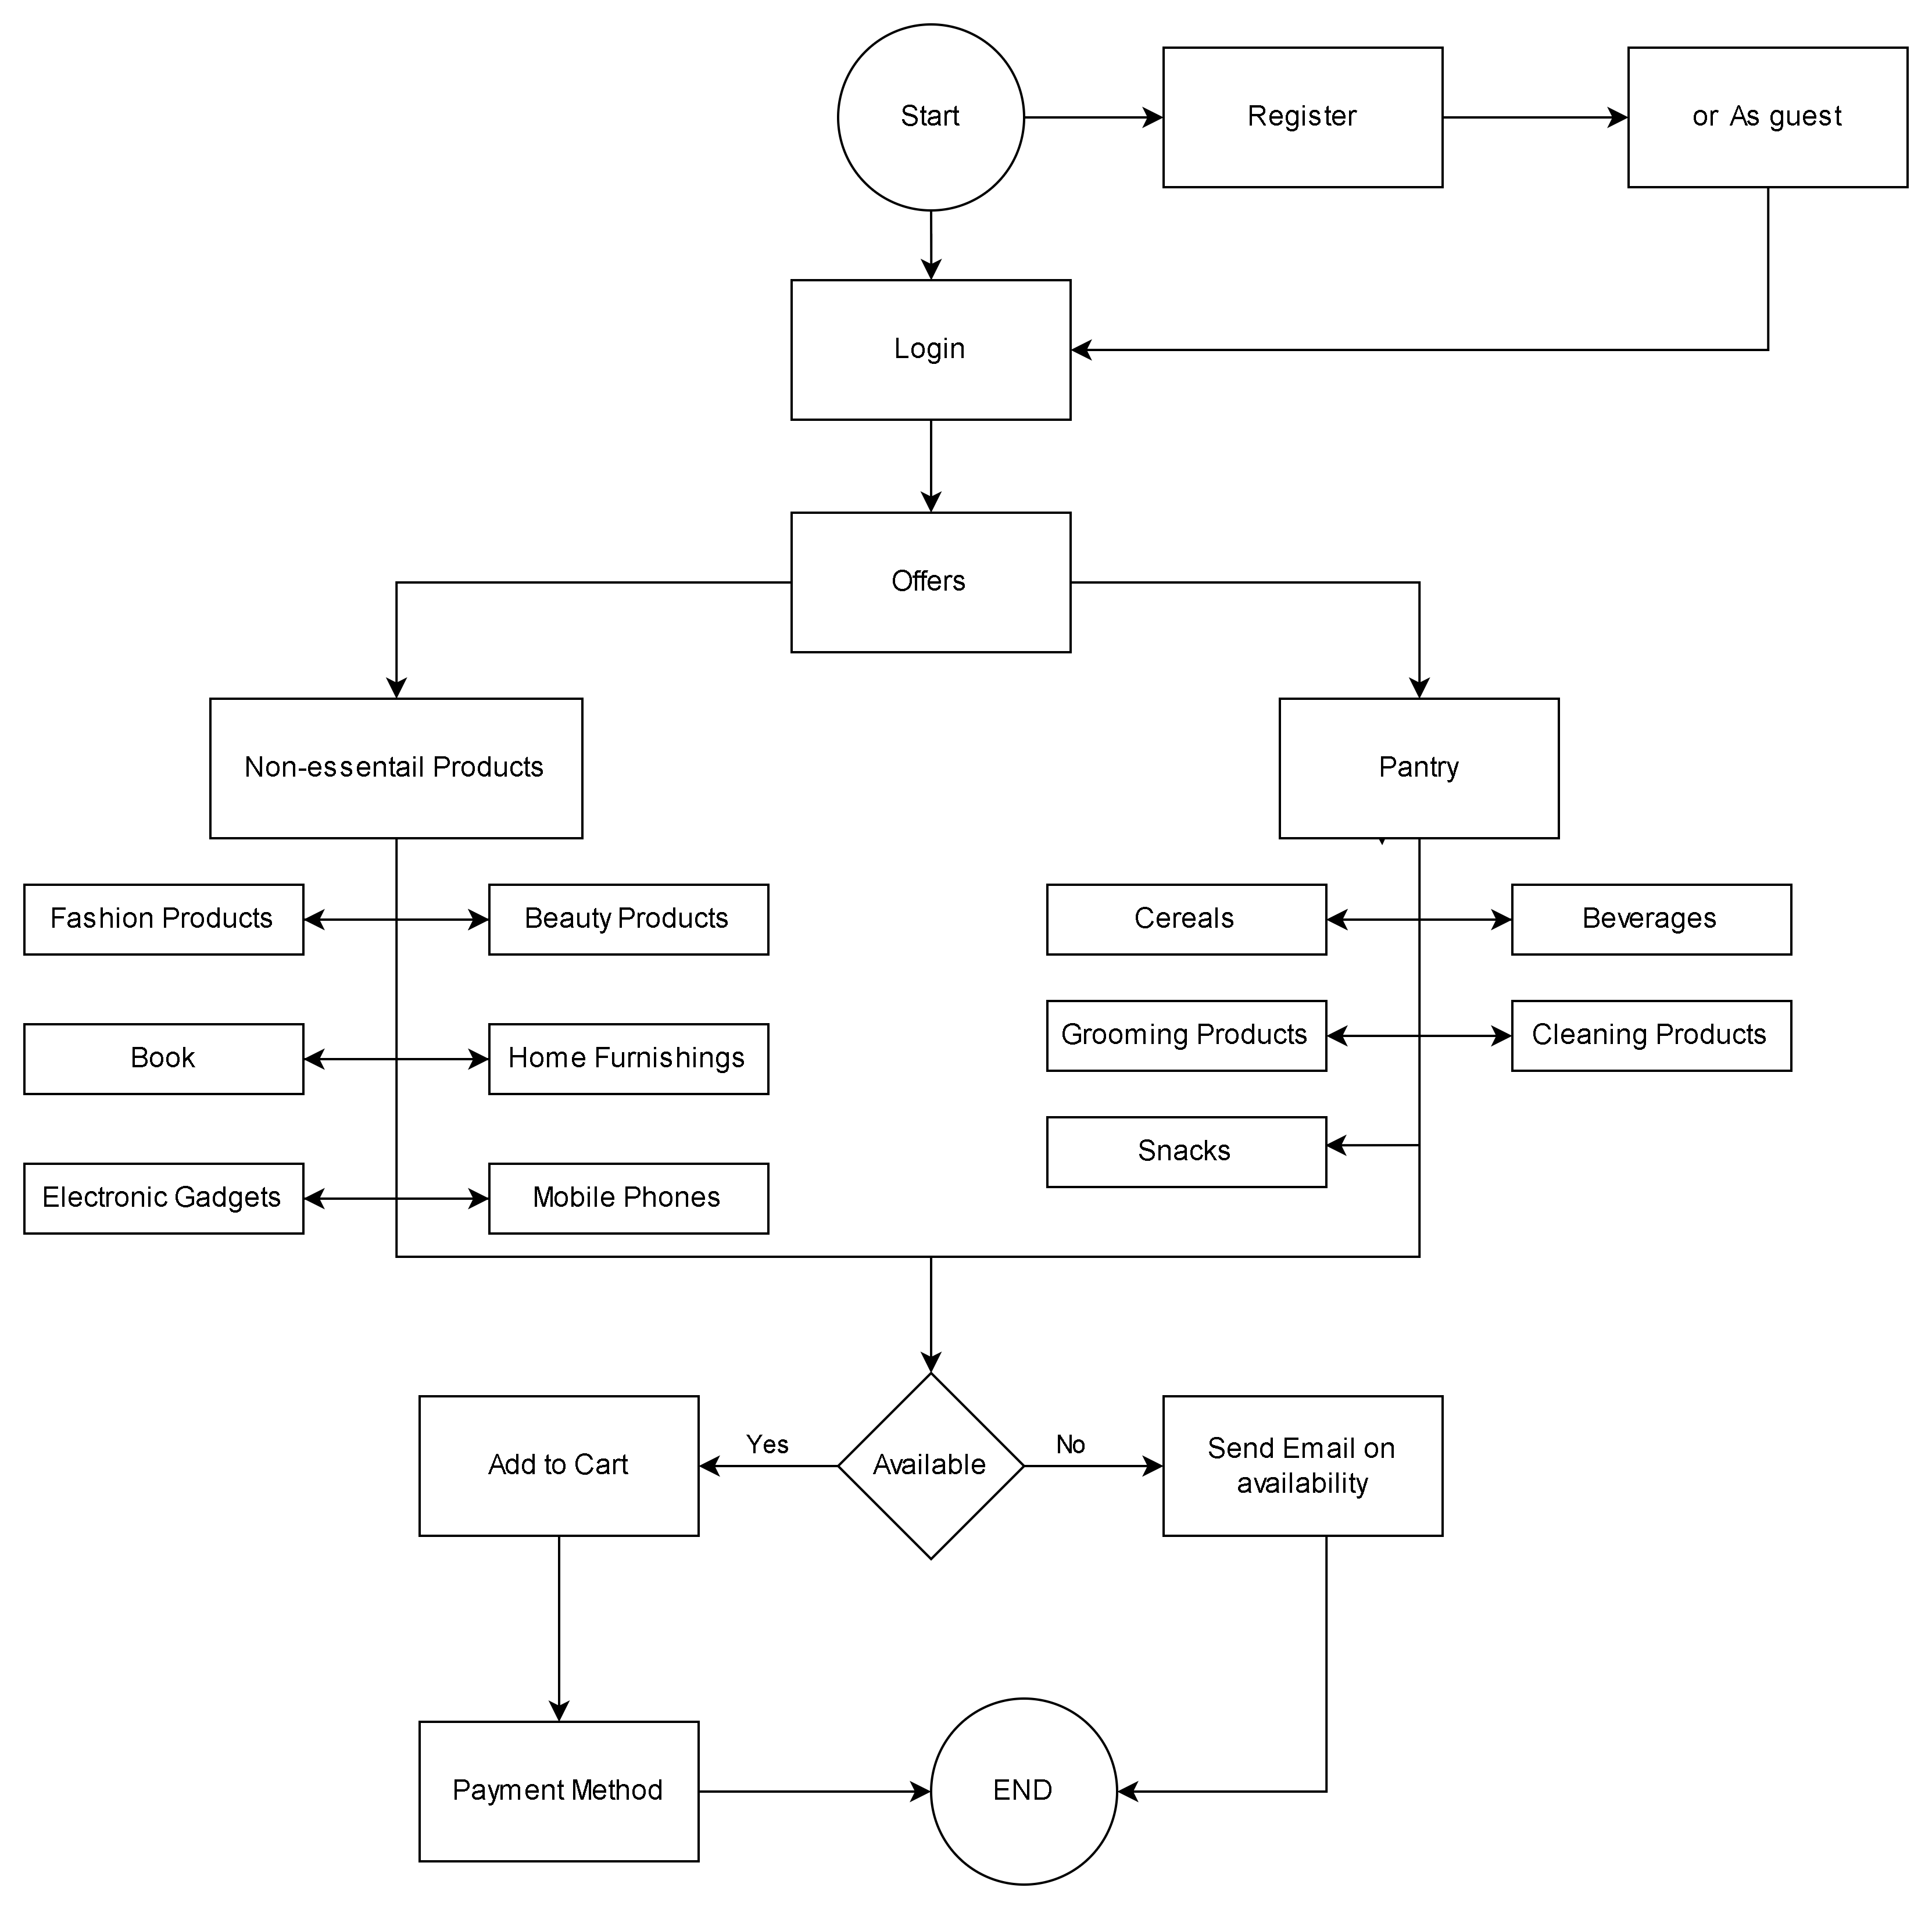 Start
Register
or As guest
Login
Offers
Non-essentail Products
Pantry
Fashion Products
Beauty Products
Cereals
Beverages
Book
Home Furnishings
Grooming Products
Cleaning Products
Snacks
Electronic Gadgets
Mobile Phones
Add to Cart
Yes
Available
No
Send Email on
availability
Payment Method
END